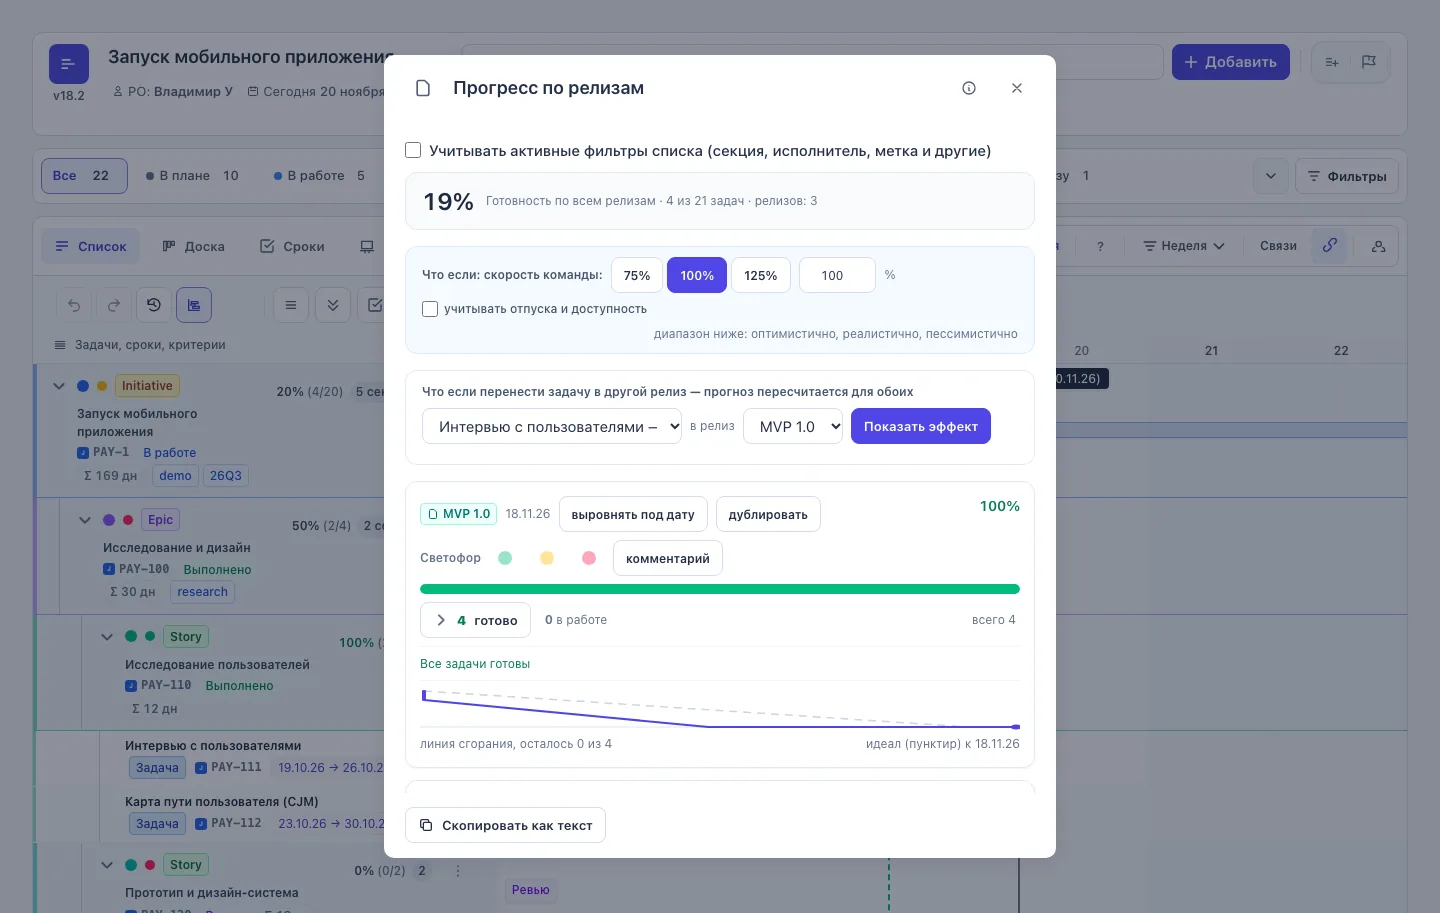 Запуск мобильного приложения
v18.2
PO: Владимир У
Сегодня 20 ноября
Добавить
Все 22
В плане 10
В работе 5
зу 1
Фильтры
Список
Доска
Сроки
?
Неделя
Связи
Задачи, сроки, критерии
20
21
22
0.11.26)
Initiative
20% (4/20)
5 сен
Запуск мобильного
приложения
PAY-1 В работе
Σ 169 дн
demo
26Q3
Epic
50% (2/4)
2 с
Исследование и дизайн
PAY-100 Выполнено
Σ 30 дн
research
Story
100%
Исследование пользователей
PAY-110 Выполнено
Σ 12 дн
Интервью с пользователями
Задача
PAY-111
19.10.26 → 26.10.2
Карта пути пользователя (CJM)
Задача
PAY-112
23.10.26 → 30.10.2
Story
0% (0/2)
2
Прототип и дизайн-система
Ревью
Прогресс по релизам
Учитывать активные фильтры списка (секция, исполнитель, метка и другие)
19% Готовность по всем релизам · 4 из 21 задач · релизов: 3
Что если: скорость команды:
75%
100%
125%
100
%
учитывать отпуска и доступность
диапазон ниже: оптимистично, реалистично, пессимистично
Что если перенести задачу в другой релиз — прогноз пересчитается для обоих
Интервью с пользователями —
в релиз
MVP 1.0
Показать эффект
MVP 1.0
18.11.26
выровнять под дату
дублировать
100%
Светофор
комментарий
4 готово
0 в работе
всего 4
Все задачи готовы
линия сгорания, осталось 0 из 4
идеал (пунктир) к 18.11.26
Скопировать как текст